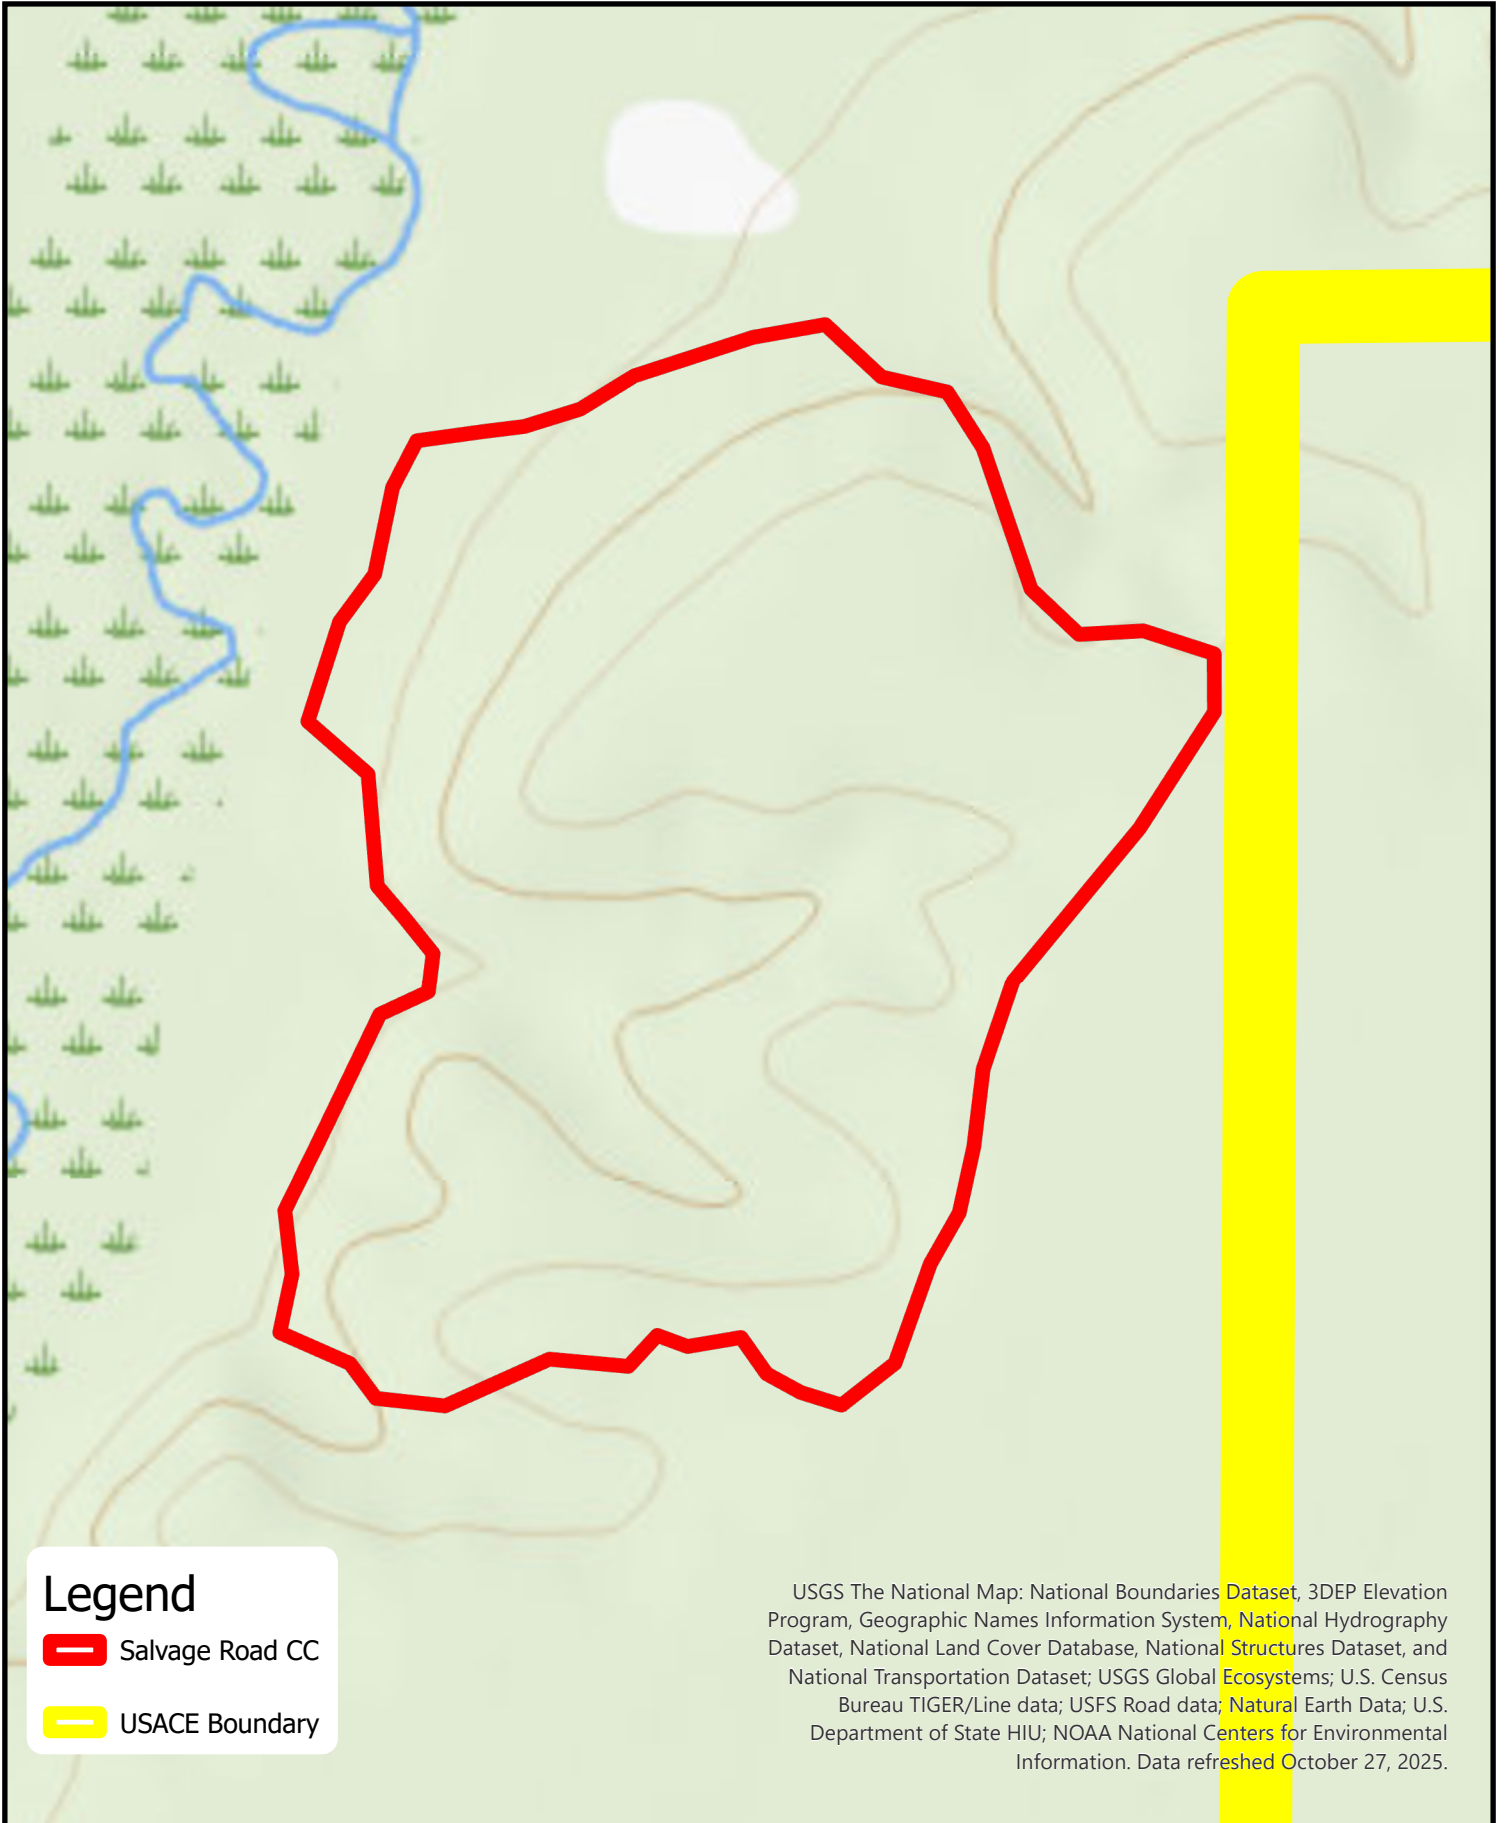 Legend
Salvage Road CC
USACE Boundary
USGS The National Map: National Boundaries Dataset, 3DEP Elevation
Program, Geographic Names Information System, National Hydrography
Dataset, National Land Cover Database, National Structures Dataset, and
National Transportation Dataset; USGS Global Ecosystems; U.S. Census
Bureau TIGER/Line data; USFS Road data; Natural Earth Data; U.S.
Department of State HIU; NOAA National Centers for Environmental
Information. Data refreshed October 27, 2025.